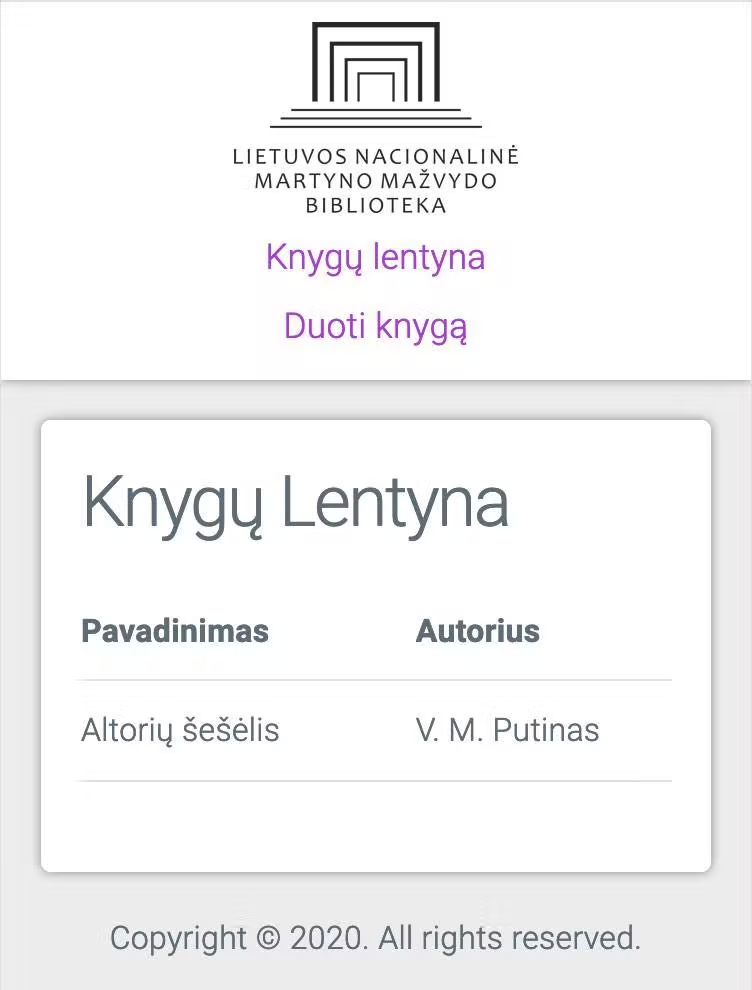 LIETUVOS NACIONALINĖ
MARTYNO MAŽVYDO
BIBLIOTEKA
Knygų lentyna
Duoti knygą
Knygų Lentyna
Pavadinimas Autorius
Altorių šešėlis V. M. Putinas
Copyright © 2020. All rights reserved.